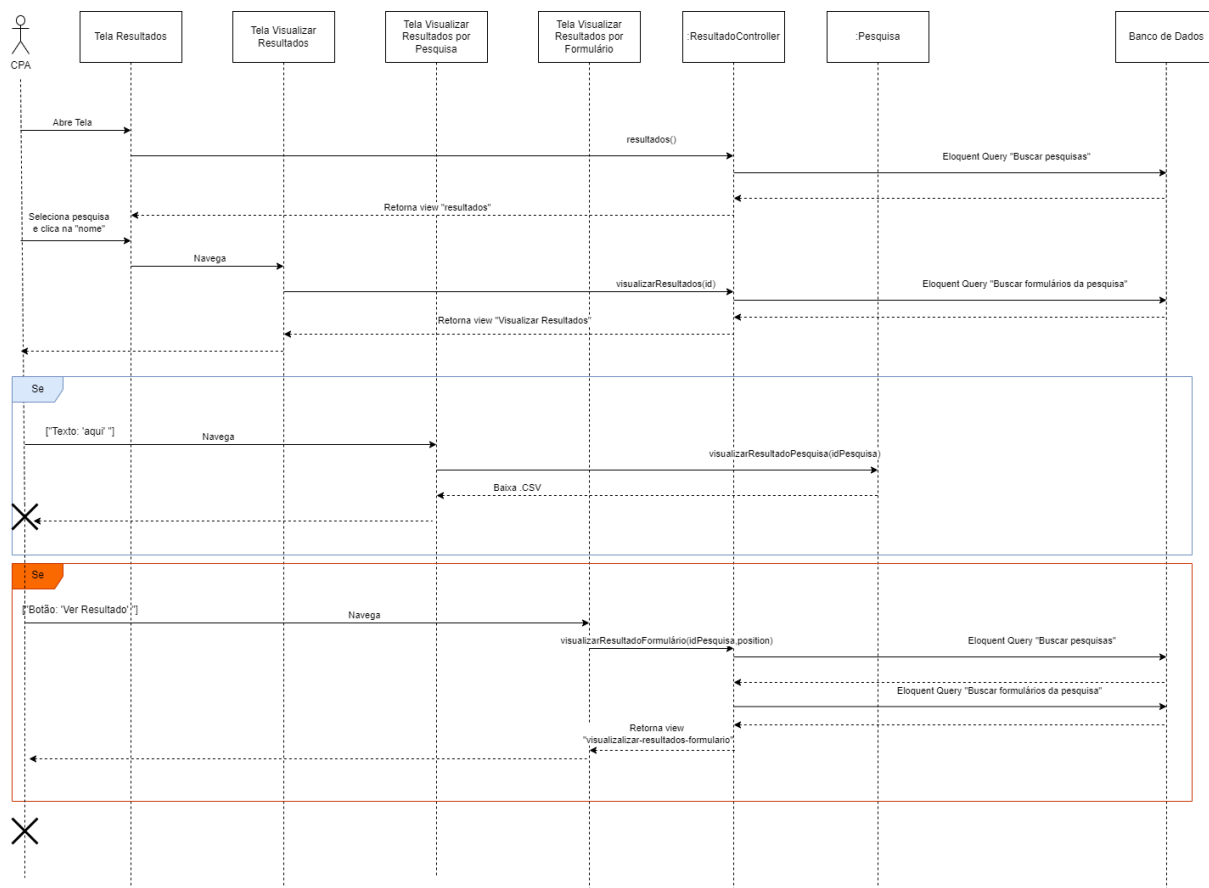 CPA
Tela Resultados
Tela Visualizar
Resultados
Tela Visualizar
Resultados por
Pesquisa
Tela Visualizar
Resultados por
Formulário
:ResultadoController
:Pesquisa
Banco de Dados
Abre Tela
resultados()
Eloquent Query "Buscar pesquisas"
Retorna view "resultados"
Seleciona pesquisa
e clica na "nome"
Navega
visualizarResultados(id)
Eloquent Query "Buscar formulários da pesquisa"
Retorna view "Visualizar Resultados"
Se
["Texto: 'aqui' "]
Navega
visualizarResultadoPesquisa(idPesquisa)
Baixa .CSV
Se
["Botão: 'Ver Resultado' "]
Navega
visualizarResultadoFormulário(idPesquisa,position)
Eloquent Query "Buscar pesquisas"
Eloquent Query "Buscar formulários da pesquisa"
Retorna view
"visualizalizar-resultados-formulario"